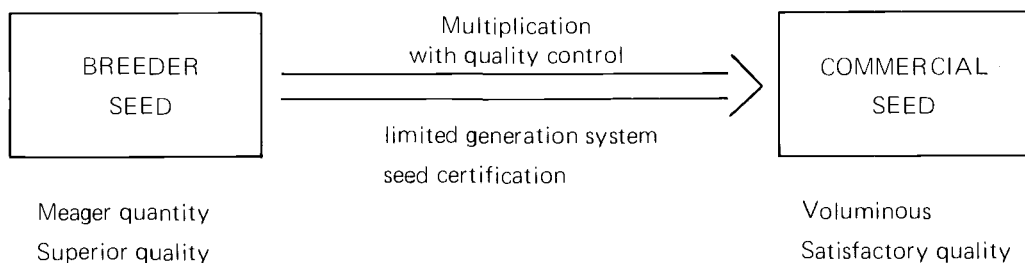 BREEDER
SEED
Meager quantity
Superior quality
Multiplication
with quality control
limited generation system
seed certification
COMMERCIAL
SEED
Voluminous
Satisfactory quality